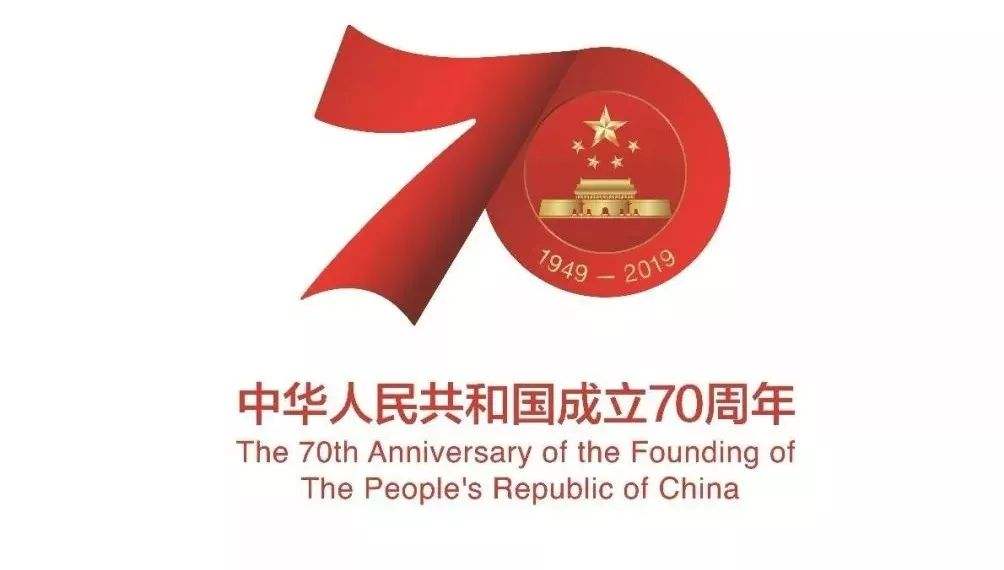 70
1949 – 2019
中华人民共和国成立70周年
The 70th Anniversary of the Founding of
The People's Republic of China